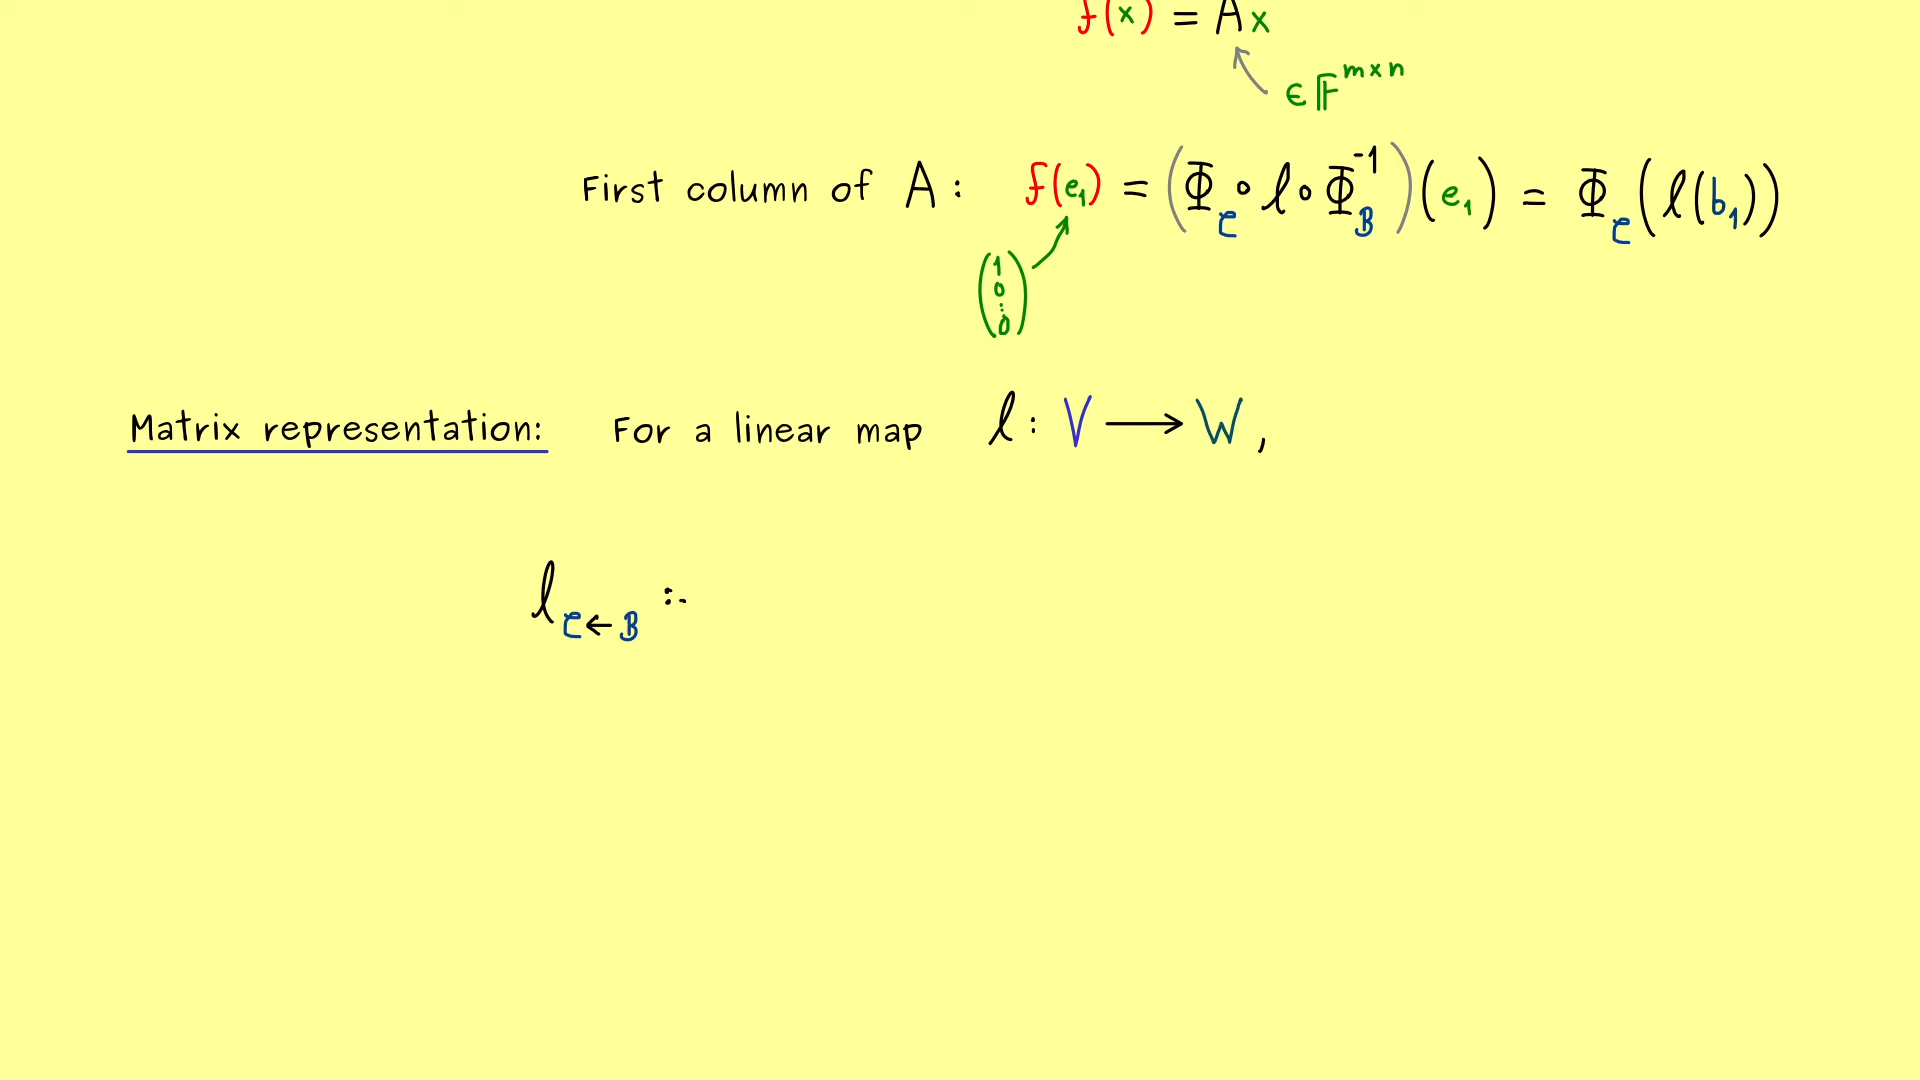 f(x) = Ax
∈ 𝔽^{m×n}
First column of A: f(e₁) = (Φ_C ∘ ℓ ∘ Φ_B^{-1})(e₁) = Φ_C(ℓ(b₁))
(1 0 ⋮ 0)
Matrix representation: For a linear map ℓ: V ⟶ W,
ℓ_{C←B} :-